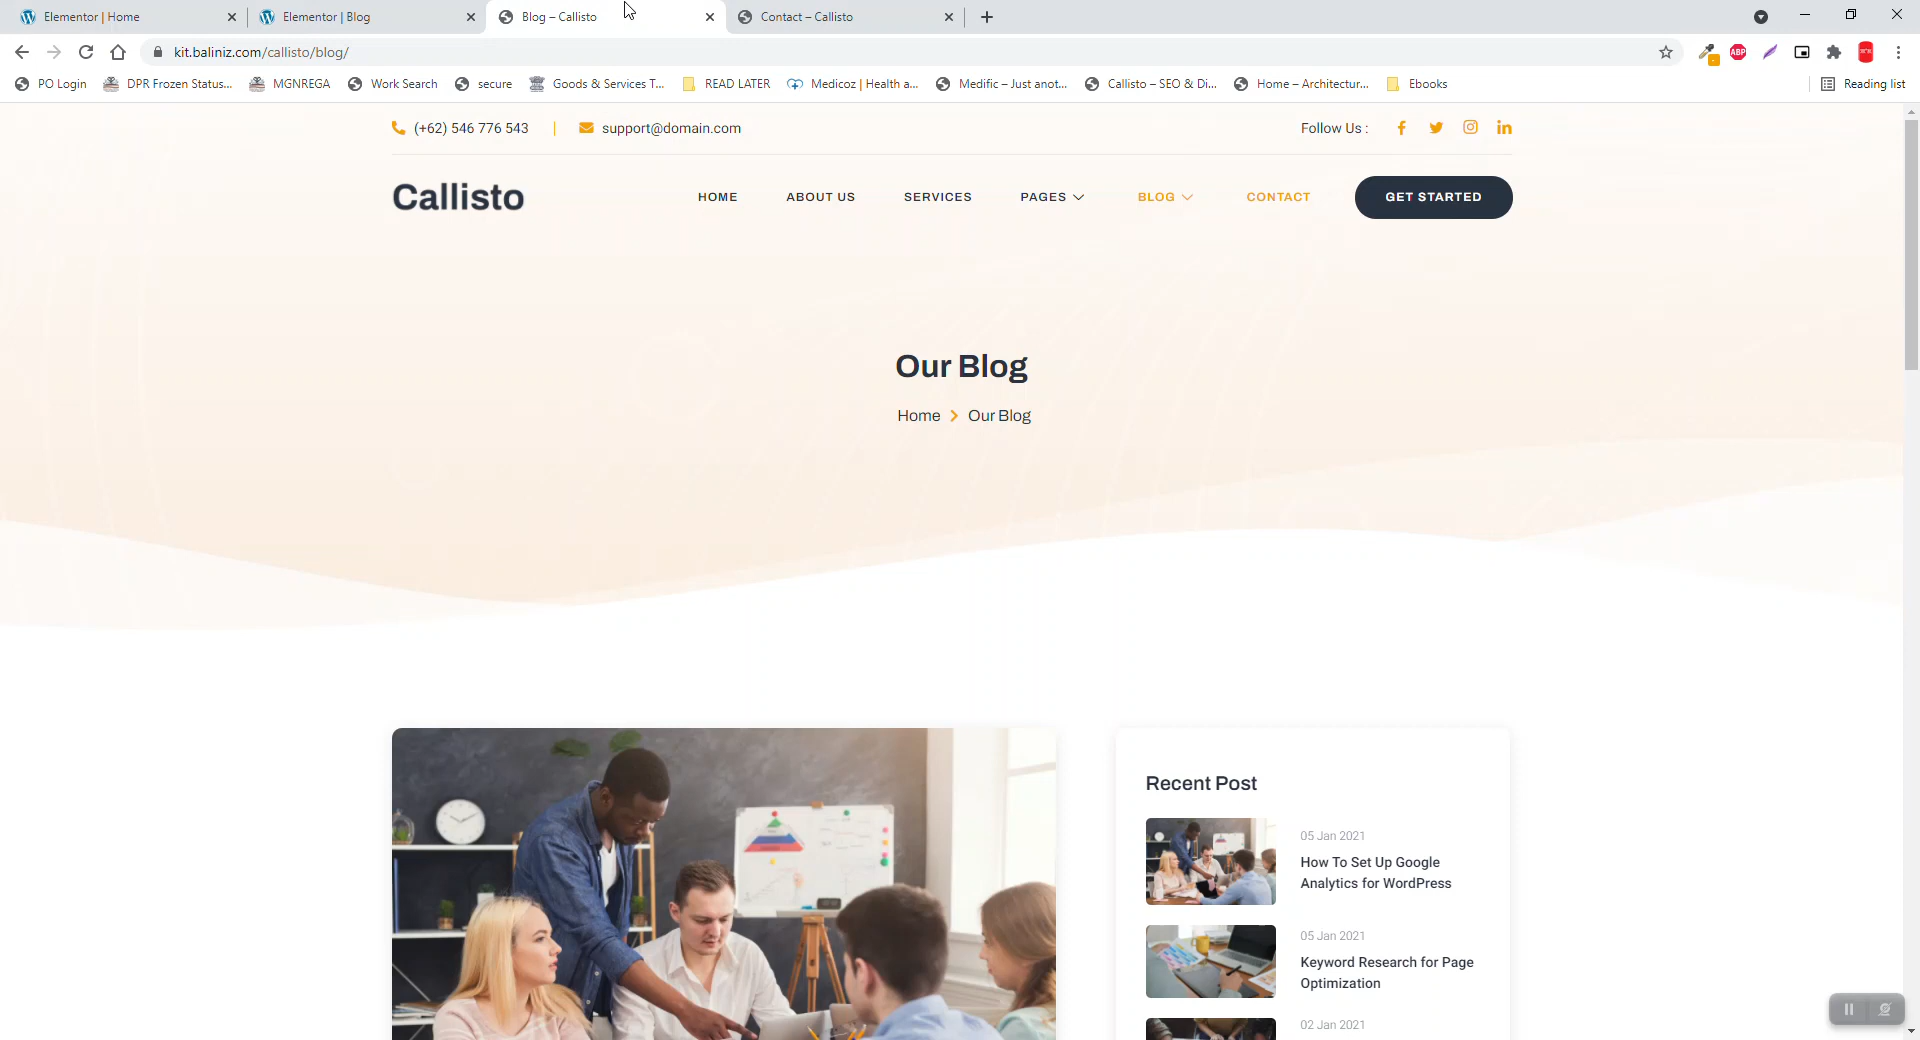 Elementor | Home
Elementor | Blog
Blog – Callisto
Contact – Callisto
kit.baliniz.com/callisto/blog/
ABP
PO Login
DPR Frozen Status...
MGNREGA
Work Search
secure
Goods & Services T...
READ LATER
Medicoz | Health a...
Medific – Just anot...
Callisto – SEO & Di...
Home – Architectur...
Ebooks
Reading list
(+62) 546 776 543
support@domain.com
Follow Us :
Callisto
HOME
ABOUT US
SERVICES
PAGES
BLOG
CONTACT
GET STARTED
Our Blog
Home
Our Blog
Recent Post
05 Jan 2021
How To Set Up Google
Analytics for WordPress
05 Jan 2021
Keyword Research for Page
Optimization
02 Jan 2021